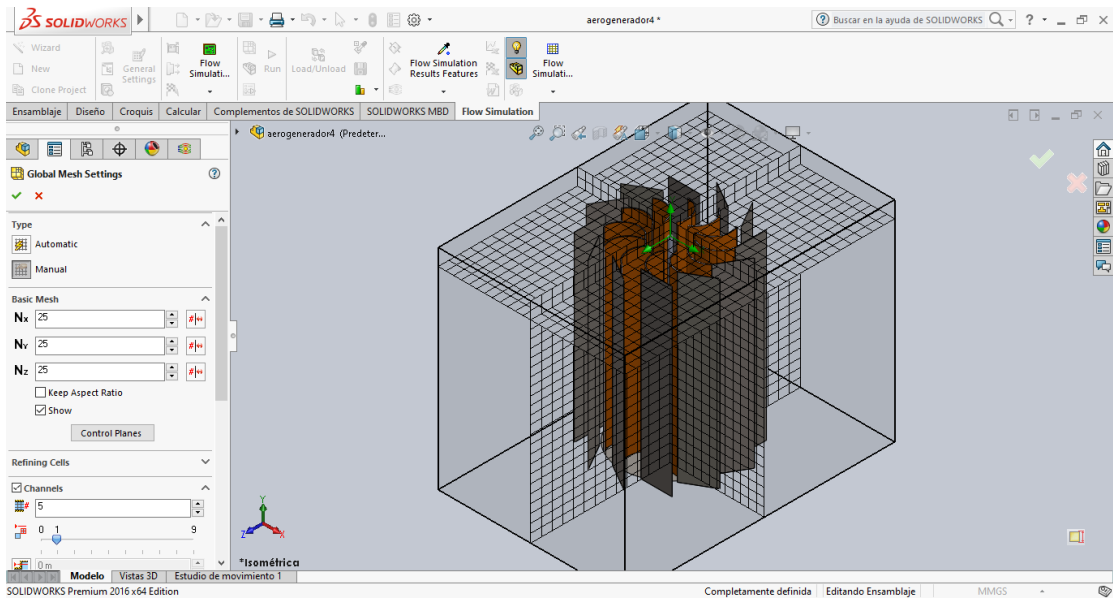 SOLIDWORKS
aerogenerador4 *
Buscar en la ayuda de SOLIDWORKS
?
Wizard
New
Clone Project
General Settings
Flow Simulati...
Run
Load/Unload
Flow Simulation Results Features
Flow Simulati...
Ensamblaje Diseño Croquis Calcular Complementos de SOLIDWORKS SOLIDWORKS MBD Flow Simulation
aerogenerador4 (Predeter...
Global Mesh Settings
Type
Automatic
Manual
Basic Mesh
Nx 25
NY 25
Nz 25
Keep Aspect Ratio
Show
Control Planes
Refining Cells
Channels
5
0 1 9
0 m
Y
Z X
*Isométrica
Modelo Vistas 3D Estudio de movimiento 1
SOLIDWORKS Premium 2016 x64 Edition Completamente definida Editando Ensamblaje MMGS